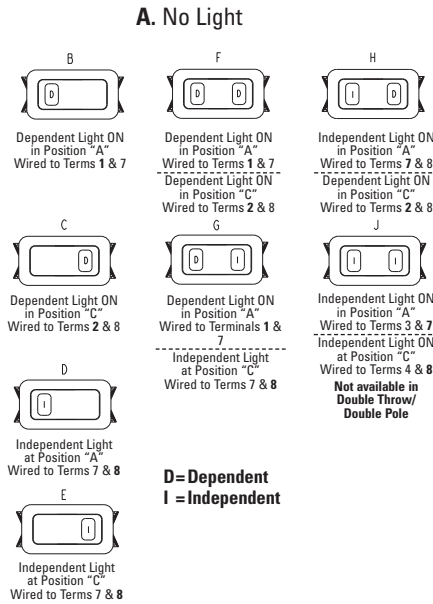 A. No Light
B
D
Dependent Light ON
in Position "A"
Wired to Terms 1 & 7
C
D
Dependent Light ON
in Position "C"
Wired to Terms 2 & 8
D
I
Independent Light
at Position "A"
Wired to Terms 7 & 8
E
I
Independent Light
at Position "C"
Wired to Terms 7 & 8
F
D D
Dependent Light ON
in Position "A"
Wired to Terms 1 & 7
Dependent Light ON
in Position "C"
Wired to Terms 2 & 8
G
D I
Dependent Light ON
in Position "A"
Wired to Terminals 1 &
7
Independent Light
at Position "C"
Wired to Terms 7 & 8
H
I D
Independent Light ON
in Position "A"
Wired to Terms 7 & 8
Dependent Light ON
in Position "C"
Wired to Terms 2 & 8
J
I I
Independent Light ON
in Position "A"
Wired to Terms 3 & 7
Independent Light ON
at Position "C"
Wired to Terms 4 & 8
Not available in
Double Throw/
Double Pole
D= Dependent
I = Independent